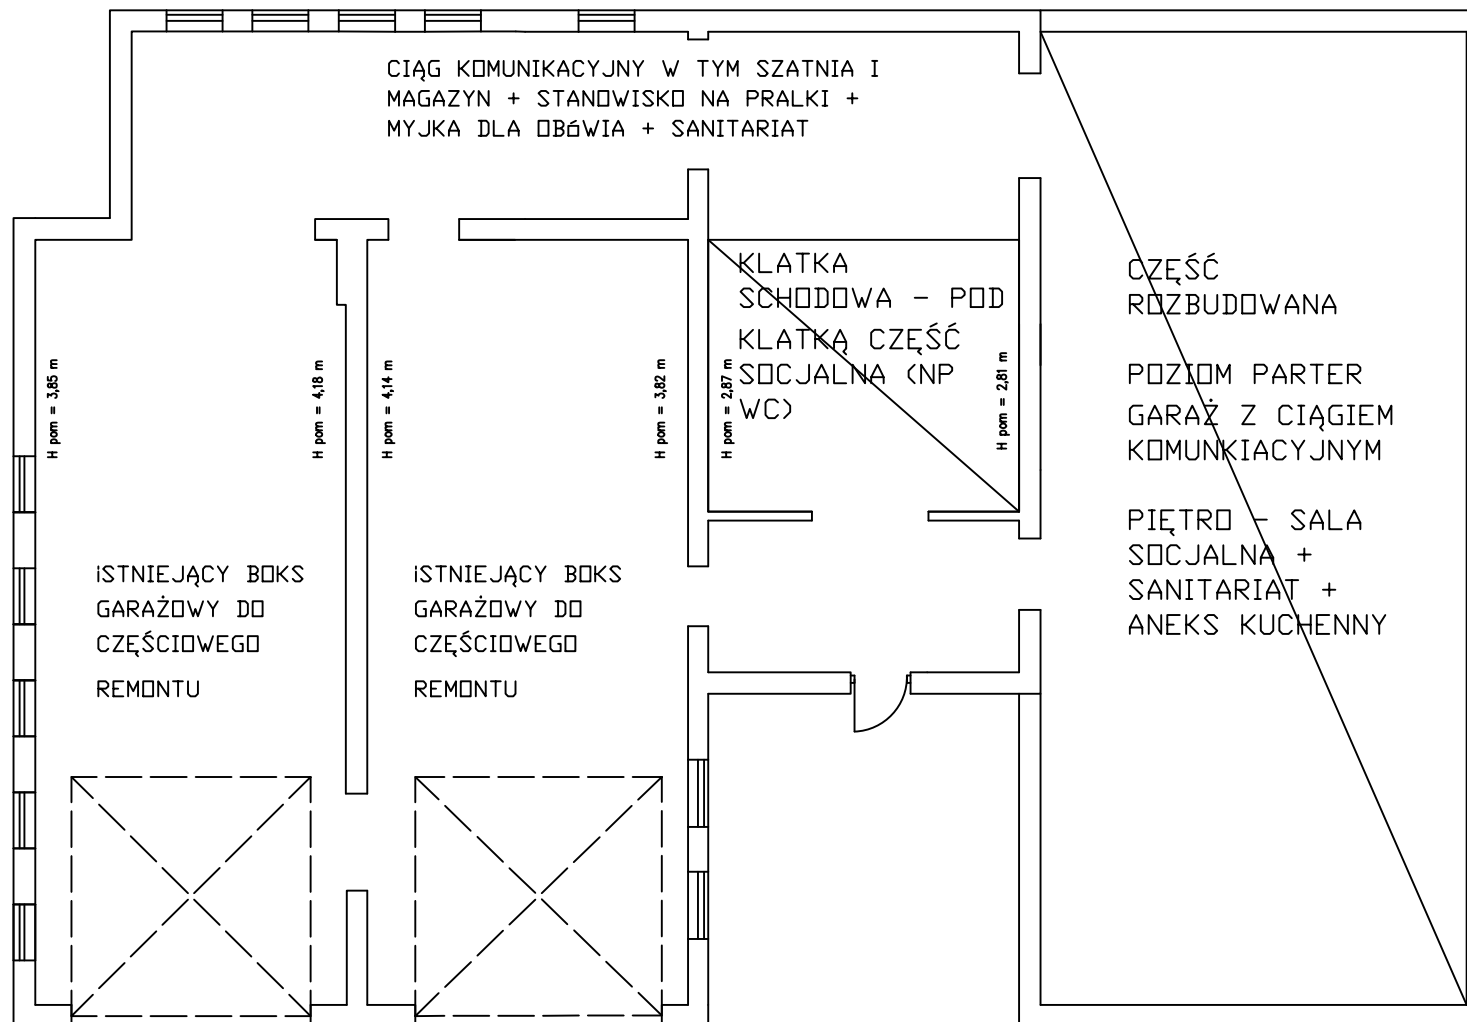 CIĄG KOMUNIKACYJNY W TYM SZATNIA I
MAGAZYN + STANOWISKO NA PRALKI +
MYJKA DLA OBóWIA + SANITARIAT
KLATKA
SCHODOWA - POD
KLATKĄ CZĘŚĆ
SOCJALNA (NP
WC)
CZĘŚĆ
ROZBUDOWANA
POZIOM PARTER
GARAŻ Z CIĄGIEM
KOMUNKIACYJNYM
PIĘTRO - SALA
SOCJALNA +
SANITARIAT +
ANEKS KUCHENNY
H pom = 3,85 m
H pom = 4,18 m
H pom = 4,14 m
H pom = 3,82 m
H pom = 2,87 m
H pom = 2,81 m
iSTNIEJĄCY BOKS
GARAŻOWY DO
CZĘŚCIOWEGO
REMONTU
iSTNIEJĄCY BOKS
GARAŻOWY DO
CZĘŚCIOWEGO
REMONTU